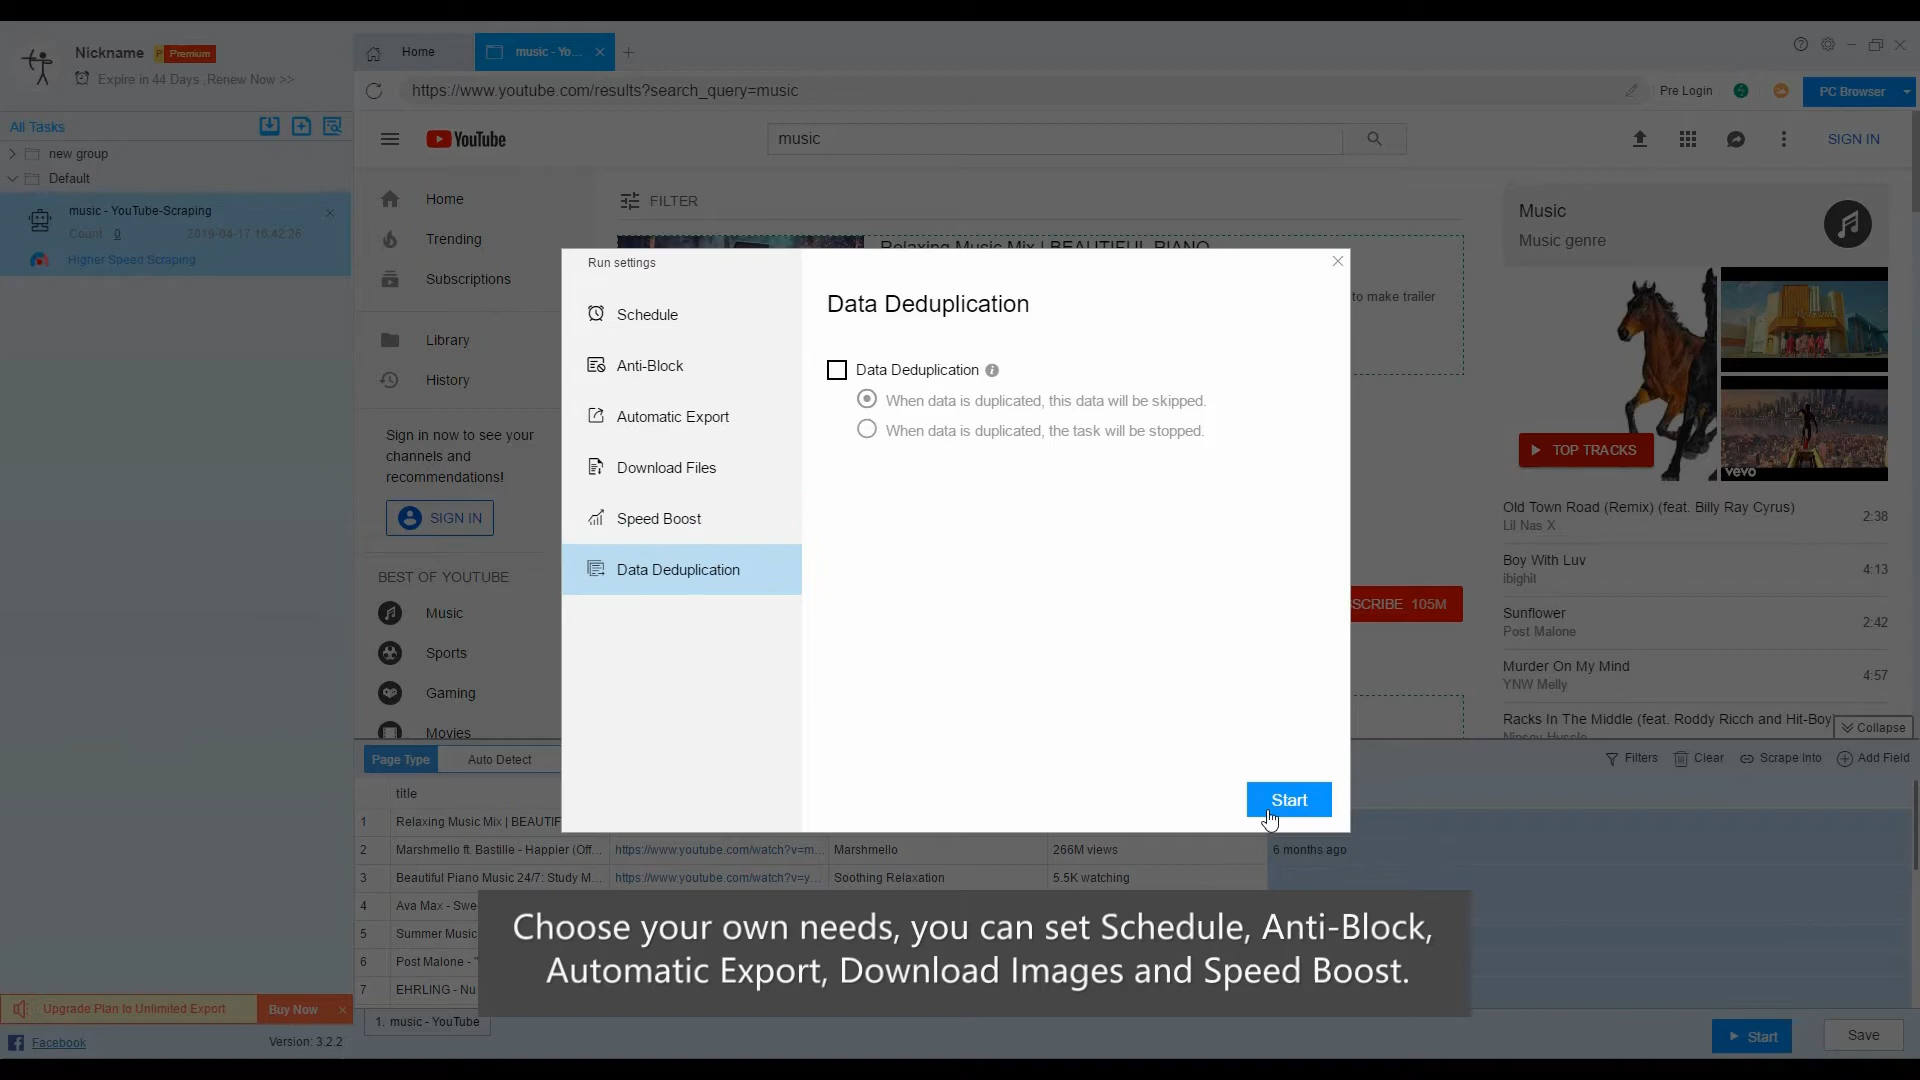 Nickname
P Premium
Expire in 44 Days ,Renew Now >>
Home
music - Yo...
https://www.youtube.com/results?search_query=music
Pre Login
PC Browser
All Tasks
new group
Default
music - YouTube-Scraping
Count 0 2019-04-17 16:42:26
Higher Speed Scraping
YouTube
music
SIGN IN
Home
Trending
Subscriptions
Library
History
Sign in now to see your
channels and
recommendations!
SIGN IN
BEST OF YOUTUBE
Music
Sports
Gaming
Movies
FILTER
Relaxing Music Mix | BEAUTIFUL PIANO
to make trailer
SCRIBE 105M
Run settings
Schedule
Anti-Block
Automatic Export
Download Files
Speed Boost
Data Deduplication
Data Deduplication
Data Deduplication
When data is duplicated, this data will be skipped.
When data is duplicated, the task will be stopped.
Start
Music
Music genre
TOP TRACKS
vevo
Old Town Road (Remix) (feat. Billy Ray Cyrus)
Lil Nas X
2:38
Boy With Luv
ibighit
4:13
Sunflower
Post Malone
2:42
Murder On My Mind
YNW Melly
4:57
Racks In The Middle (feat. Roddy Ricch and Hit-Boy
Nipsey Hussle
Collapse
Page Type
Auto Detect
Filters
Clear
Scrape Into
Add Field
title
1 Relaxing Music Mix | BEAUTIF
2 Marshmello ft. Bastille - Happier (Off... https://www.youtube.com/watch?v=m... Marshmello 266M views 6 months ago
3 Beautiful Piano Music 24/7: Study M... https://www.youtube.com/watch?v=y... Soothing Relaxation 5.5K watching
4 Ava Max - Swe
5 Summer Music
6 Post Malone - "
7 EHRLING - Nu
Choose your own needs, you can set Schedule, Anti-Block,
Automatic Export, Download Images and Speed Boost.
Upgrade Plan to Unlimited Export
Buy Now
1. music - YouTube
Facebook
Version: 3.2.2
Start
Save